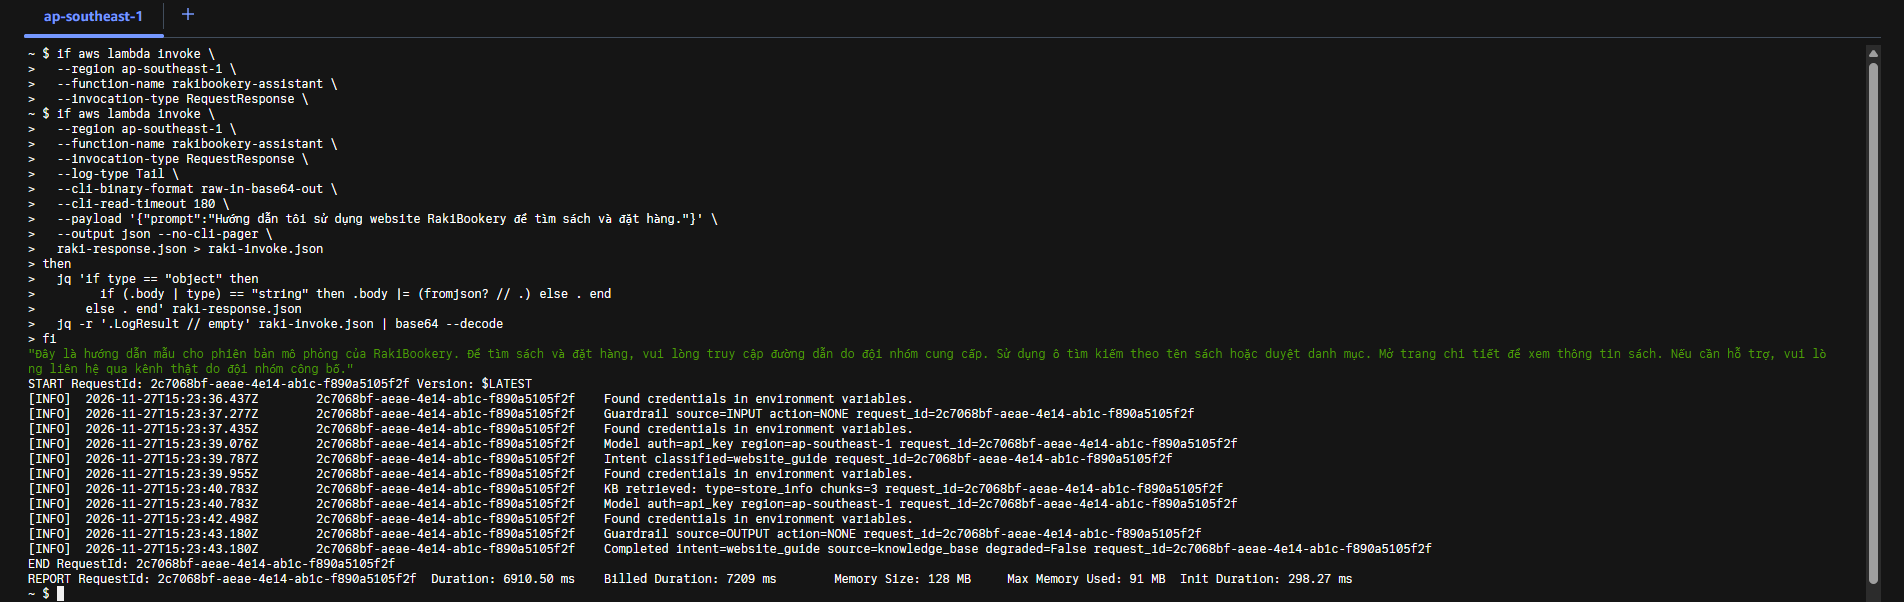 ap-southeast-1 +
~ $ if aws lambda invoke \
>   --region ap-southeast-1 \
>   --function-name rakibookery-assistant \
>   --invocation-type RequestResponse \
~ $ if aws lambda invoke \
>   --region ap-southeast-1 \
>   --function-name rakibookery-assistant \
>   --invocation-type RequestResponse \
>   --log-type Tail \
>   --cli-binary-format raw-in-base64-out \
>   --cli-read-timeout 180 \
>   --payload '{"prompt":"Hướng dẫn tôi sử dụng website RakiBookery để tìm sách và đặt hàng."}' \
>   --output json --no-cli-pager \
>   raki-response.json > raki-invoke.json
> then
>   jq 'if type == "object" then
>         if (.body | type) == "string" then .body |= (fromjson? // .) else . end
>       else . end' raki-response.json
>   jq -r '.LogResult // empty' raki-invoke.json | base64 --decode
> fi
"Đây là hướng dẫn mẫu cho phiên bản mô phỏng của RakiBookery. Để tìm sách và đặt hàng, vui lòng truy cập đường dẫn do đội nhóm cung cấp. Sử dụng ô tìm kiếm theo tên sách hoặc duyệt danh mục. Mở trang chi tiết để xem thông tin sách. Nếu cần hỗ trợ, vui lò
ng liên hệ qua kênh thật do đội nhóm công bố."
START RequestId: 2c7068bf-aeae-4e14-ab1c-f890a5105f2f Version: $LATEST
[INFO]  2026-11-27T15:23:36.437Z        2c7068bf-aeae-4e14-ab1c-f890a5105f2f    Found credentials in environment variables.
[INFO]  2026-11-27T15:23:37.277Z        2c7068bf-aeae-4e14-ab1c-f890a5105f2f    Guardrail source=INPUT action=NONE request_id=2c7068bf-aeae-4e14-ab1c-f890a5105f2f
[INFO]  2026-11-27T15:23:37.435Z        2c7068bf-aeae-4e14-ab1c-f890a5105f2f    Found credentials in environment variables.
[INFO]  2026-11-27T15:23:39.076Z        2c7068bf-aeae-4e14-ab1c-f890a5105f2f    Model auth=api_key region=ap-southeast-1 request_id=2c7068bf-aeae-4e14-ab1c-f890a5105f2f
[INFO]  2026-11-27T15:23:39.787Z        2c7068bf-aeae-4e14-ab1c-f890a5105f2f    Intent classified=website_guide request_id=2c7068bf-aeae-4e14-ab1c-f890a5105f2f
[INFO]  2026-11-27T15:23:39.955Z        2c7068bf-aeae-4e14-ab1c-f890a5105f2f    Found credentials in environment variables.
[INFO]  2026-11-27T15:23:40.783Z        2c7068bf-aeae-4e14-ab1c-f890a5105f2f    KB retrieved: type=store_info chunks=3 request_id=2c7068bf-aeae-4e14-ab1c-f890a5105f2f
[INFO]  2026-11-27T15:23:40.783Z        2c7068bf-aeae-4e14-ab1c-f890a5105f2f    Model auth=api_key region=ap-southeast-1 request_id=2c7068bf-aeae-4e14-ab1c-f890a5105f2f
[INFO]  2026-11-27T15:23:42.498Z        2c7068bf-aeae-4e14-ab1c-f890a5105f2f    Found credentials in environment variables.
[INFO]  2026-11-27T15:23:43.180Z        2c7068bf-aeae-4e14-ab1c-f890a5105f2f    Guardrail source=OUTPUT action=NONE request_id=2c7068bf-aeae-4e14-ab1c-f890a5105f2f
[INFO]  2026-11-27T15:23:43.180Z        2c7068bf-aeae-4e14-ab1c-f890a5105f2f    Completed intent=website_guide source=knowledge_base degraded=False request_id=2c7068bf-aeae-4e14-ab1c-f890a5105f2f
END RequestId: 2c7068bf-aeae-4e14-ab1c-f890a5105f2f
REPORT RequestId: 2c7068bf-aeae-4e14-ab1c-f890a5105f2f  Duration: 6910.50 ms    Billed Duration: 7209 ms        Memory Size: 128 MB     Max Memory Used: 91 MB  Init Duration: 298.27 ms
~ $